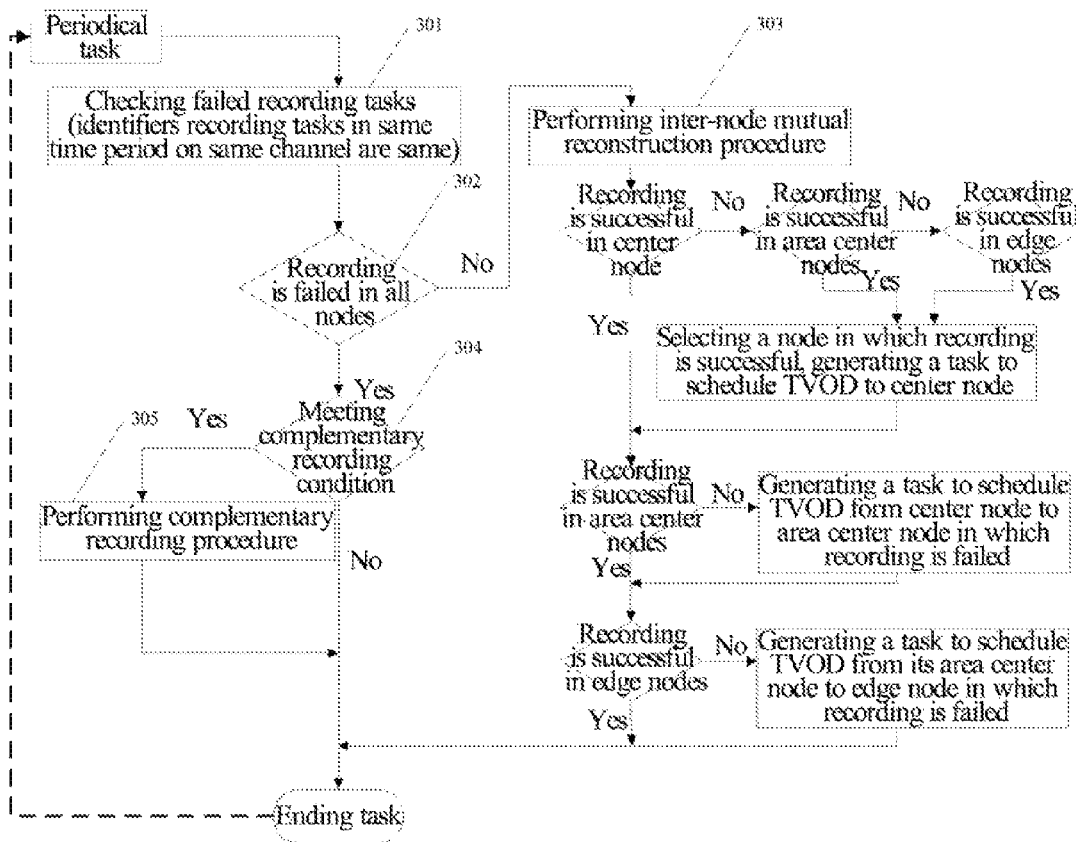 Periodical
task
301
303
Checking failed recording tasks
(identifiers recording tasks in same
time period on same channel are same)
Performing inter-node mutual
reconstruction procedure
302
Recording
is failed in all
nodes
No
Yes
304
Meeting
complementary
recording
condition
Yes
305
Performing complementary
recording procedure
No
Recording
is successful
in center
node
No
Recording
is successful
in area center
nodes
No
Recording
is successful
in edge
nodes
Yes
Yes
Yes
Selecting a node in which recording
is successful, generating a task to
schedule TVOD to center node
Recording
is successful
in area center
nodes
No
Generating a task to schedule
TVOD form center node to
area center node in which
recording is failed
Yes
Recording
is successful
in edge nodes
No
Generating a task to schedule
TVOD from its area center
node to edge node in which
recording is failed
Yes
Ending task